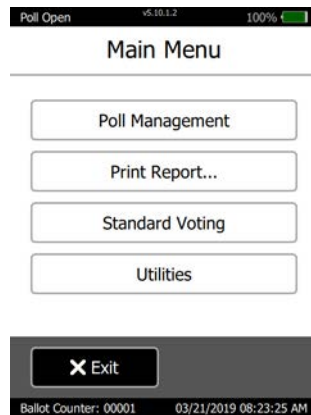 Poll Open v5.10.1.2 100%
Main Menu
Poll Management
Print Report...
Standard Voting
Utilities
Exit
Ballot Counter: 00001 03/21/2019 08:23:25 AM